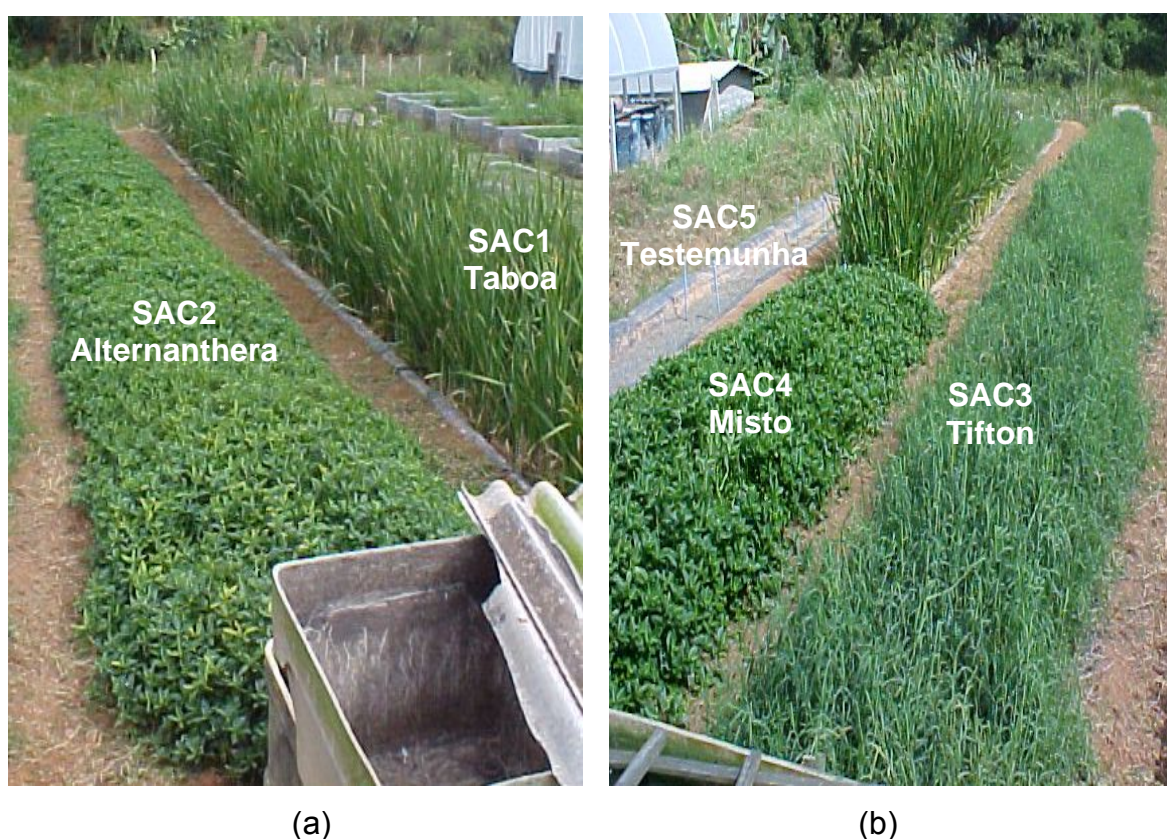 SAC1
Taboa
SAC2
Alternanthera
SAC5
Testemunha
SAC4
Misto
SAC3
Tifton
(a)
(b)